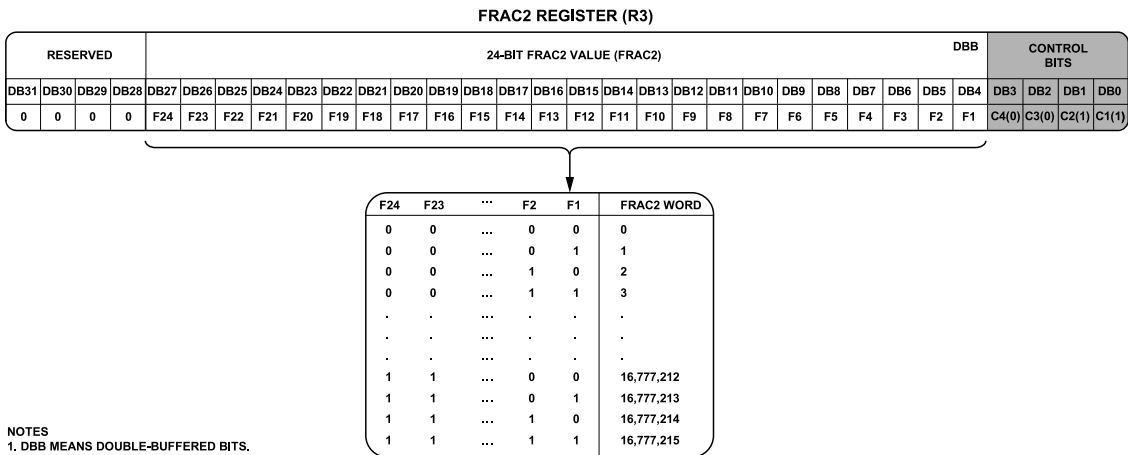 FRAC2 REGISTER (R3)
RESERVED 24-BIT FRAC2 VALUE (FRAC2) DBB CONTROL BITS
DB31 DB30 DB29 DB28 DB27 DB26 DB25 DB24 DB23 DB22 DB21 DB20 DB19 DB18 DB17 DB16 DB15 DB14 DB13 DB12 DB11 DB10 DB9 DB8 DB7 DB6 DB5 DB4 DB3 DB2 DB1 DB0
0 0 0 0 F24 F23 F22 F21 F20 F19 F18 F17 F16 F15 F14 F13 F12 F11 F10 F9 F8 F7 F6 F5 F4 F3 F2 F1 C4(0) C3(0) C2(1) C1(1)
F24 F23 ... F2 F1 FRAC2 WORD
0 0 ... 0 0 0
0 0 ... 0 1 1
0 0 ... 1 0 2
0 0 ... 1 1 3
. . ... . . .
. . ... . . .
. . ... . . .
1 1 ... 0 0 16,777,212
1 1 ... 0 1 16,777,213
1 1 ... 1 0 16,777,214
1 1 ... 1 1 16,777,215
NOTES
1. DBB MEANS DOUBLE-BUFFERED BITS.